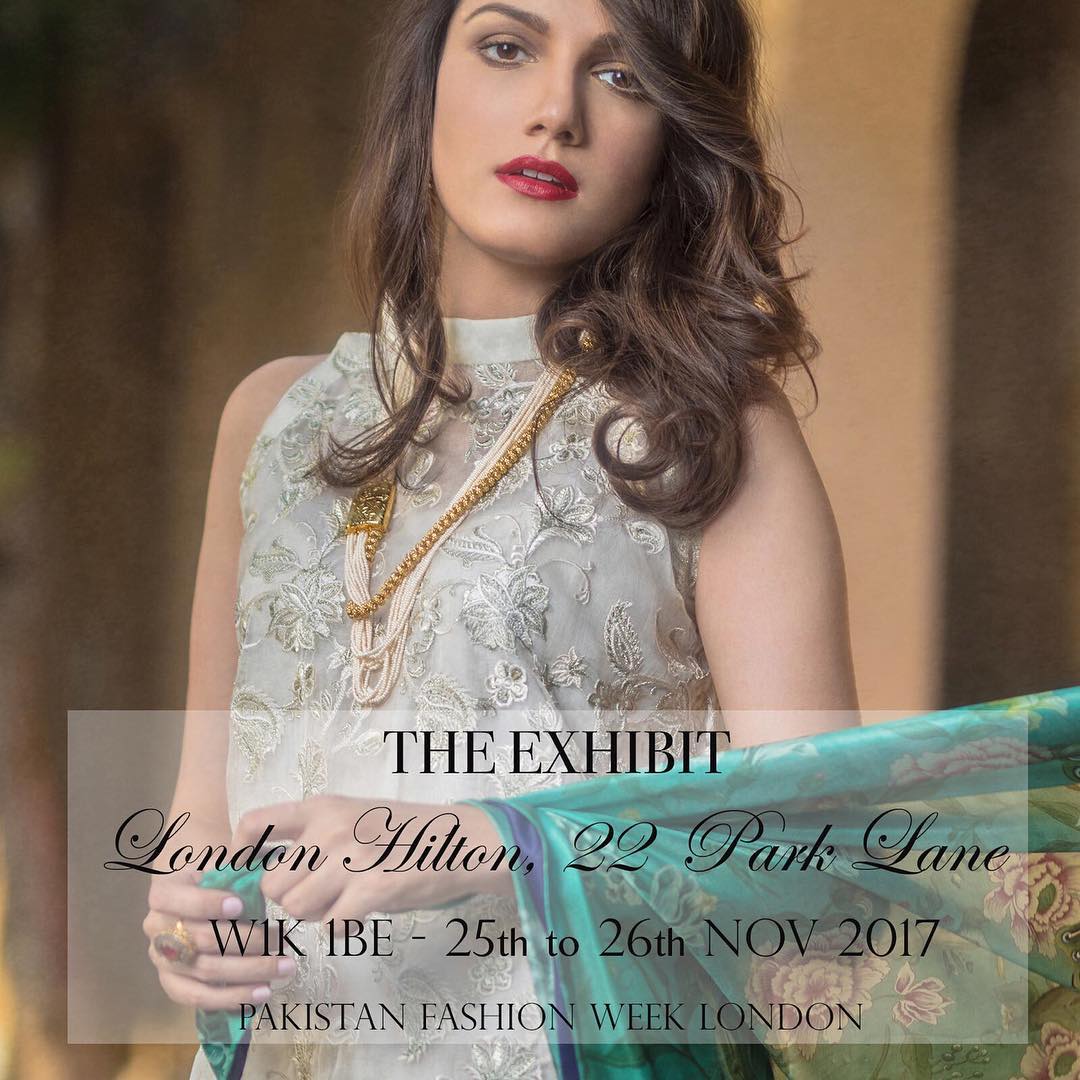 THE EXHIBIT
London Hilton, 22 Park Lane
W1K 1BE - 25th to 26th NOV 2017
PAKISTAN FASHION WEEK LONDON